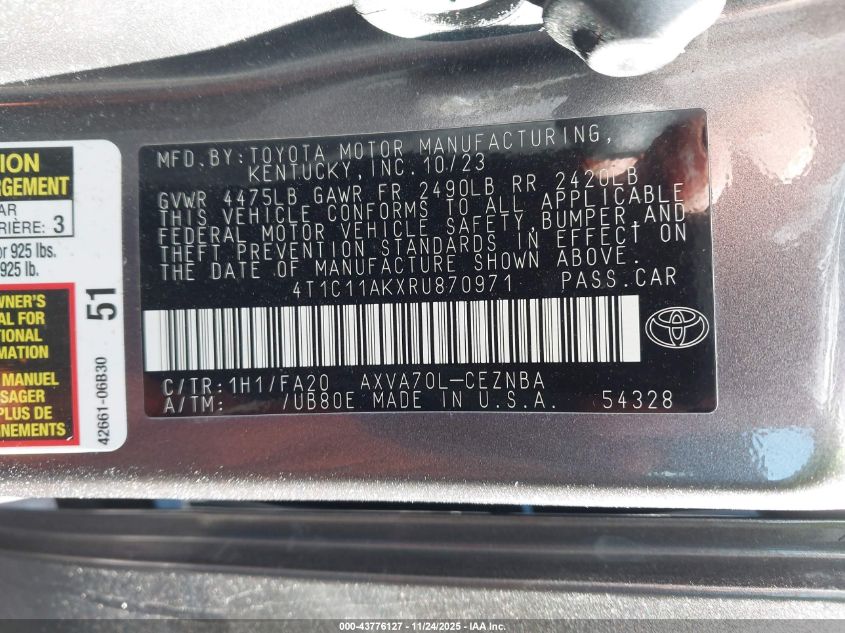 ION
RGEMENT
AR
RIÈRE: 3
or 925 lbs.
925 lb.
WNER'S
AL FOR
TIONAL
RMATION
MANUEL
SAGER
PLUS DE
GNEMENTS
51
42661-06B30
MFD. BY: TOYOTA MOTOR MANUFACTURING,
KENTUCKY, INC. 10/23
GVWR 4475LB GAWR FR 2490LB RR 2420LB
THIS VEHICLE CONFORMS TO ALL APPLICABLE
FEDERAL MOTOR VEHICLE SAFETY, BUMPER, AND
THEFT PREVENTION STANDARDS IN EFFECT ON
THE DATE OF MANUFACTURE SHOWN ABOVE.
4T1C11AKXRU870971 PASS. CAR
C/TR: 1H1/FA20 AXVA70L-CEZNBA
A/TM: /UB80E MADE IN U.S.A. 54328
000-43776127 - 11/24/2025 - IAA Inc.